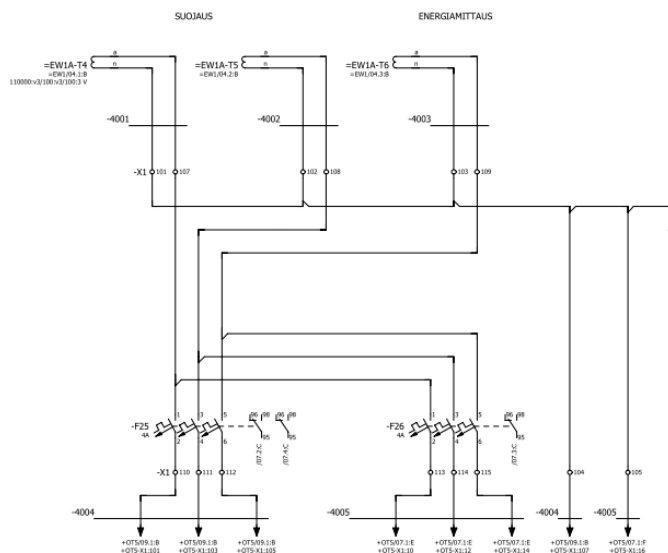 SUOJAUS
ENERGIAMITTAUS
a
a
a
=EW1A-T4
n
=EW1A-T5
n
=EW1A-T6
n
=EW1/04.1:B
=EW1/04.2:B
=EW1/04.3:B
110000:√3/100:√3/100:3 V
-4001
-4002
-4003
-X1
101
107
102
108
103
109
1
3
5
96
98
96
98
1
3
5
96
98
-F25
4A
-F26
4A
2
4
6
95
95
2
4
6
95
/07.2:C
/07.4:C
/07.3:C
-X1
110
111
112
113
114
115
104
105
-4004
-4005
-4004
-4005
+OT5/09.1:B
+OT5/09.1:B
+OT5/09.1:B
+OT5/07.1:E
+OT5/07.1:E
+OT5/07.1:E
+OT5/09.1:B
+OT5/07.1:F
+OT5-X1:101
+OT5-X1:103
+OT5-X1:105
+OT5-X1:10
+OT5-X1:12
+OT5-X1:14
+OT5-X1:107
+OT5-X1:16